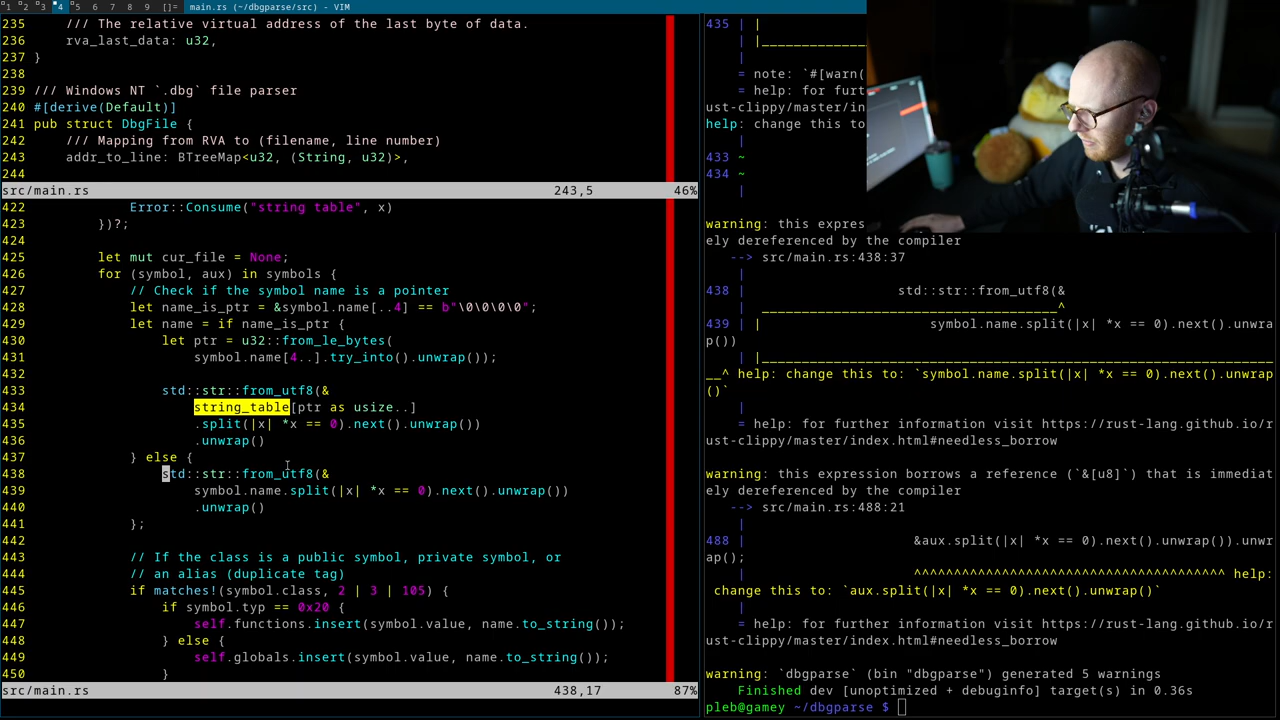 1 2 3 4 5 6 7 8 9 []= main.rs (~/dbgparse/src) - VIM
235     /// The relative virtual address of the last byte of data.
236     rva_last_data: u32,
237 }
238
239 /// Windows NT `.dbg` file parser
240 #[derive(Default)]
241 pub struct DbgFile {
242     /// Mapping from RVA to (filename, line number)
243     addr_to_line: BTreeMap<u32, (String, u32)>,
244
src/main.rs 243,5 46%
422             Error::Consume("string table", x)
423         })?;
424
425         let mut cur_file = None;
426         for (symbol, aux) in symbols {
427             // Check if the symbol name is a pointer
428             let name_is_ptr = &symbol.name[..4] == b"\0\0\0\0";
429             let name = if name_is_ptr {
430                 let ptr = u32::from_le_bytes(
431                     symbol.name[4..].try_into().unwrap());
432
433                 std::str::from_utf8(&
434                     string_table[ptr as usize..]
435                     .split(|x| *x == 0).next().unwrap())
436                     .unwrap()
437             } else {
438                 std::str::from_utf8(&
439                     symbol.name.split(|x| *x == 0).next().unwrap())
440                     .unwrap()
441             };
442
443             // If the class is a public symbol, private symbol, or
444             // an alias (duplicate tag)
445             if matches!(symbol.class, 2 | 3 | 105) {
446                 if symbol.typ == 0x20 {
447                     self.functions.insert(symbol.value, name.to_string());
448                 } else {
449                     self.globals.insert(symbol.value, name.to_string());
450                 }
src/main.rs 438,17 87%
435 | |
    | |_____________
    |
    = note: `#[warn(
    = help: for furt
ust-clippy/master/in
help: change this to
    |
433 ~
434 ~
    |
warning: this expres
ely dereferenced by the compiler
   --> src/main.rs:438:37
    |
438 |                   std::str::from_utf8(&
    |  _____________________________________^
439 | |                     symbol.name.split(|x| *x == 0).next().unwra
p())
    | |________________________________________________________________
__^ help: change this to: `symbol.name.split(|x| *x == 0).next().unwrap
()`
    |
    = help: for further information visit https://rust-lang.github.io/r
ust-clippy/master/index.html#needless_borrow
warning: this expression borrows a reference (`&[u8]`) that is immediat
ely dereferenced by the compiler
   --> src/main.rs:488:21
    |
488 |                     &aux.split(|x| *x == 0).next().unwrap()).unwr
ap();
    |                     ^^^^^^^^^^^^^^^^^^^^^^^^^^^^^^^^^^^^^^^ help:
 change this to: `aux.split(|x| *x == 0).next().unwrap()`
    |
    = help: for further information visit https://rust-lang.github.io/r
ust-clippy/master/index.html#needless_borrow
warning: `dbgparse` (bin "dbgparse") generated 5 warnings
    Finished dev [unoptimized + debuginfo] target(s) in 0.36s
pleb@gamey ~/dbgparse $